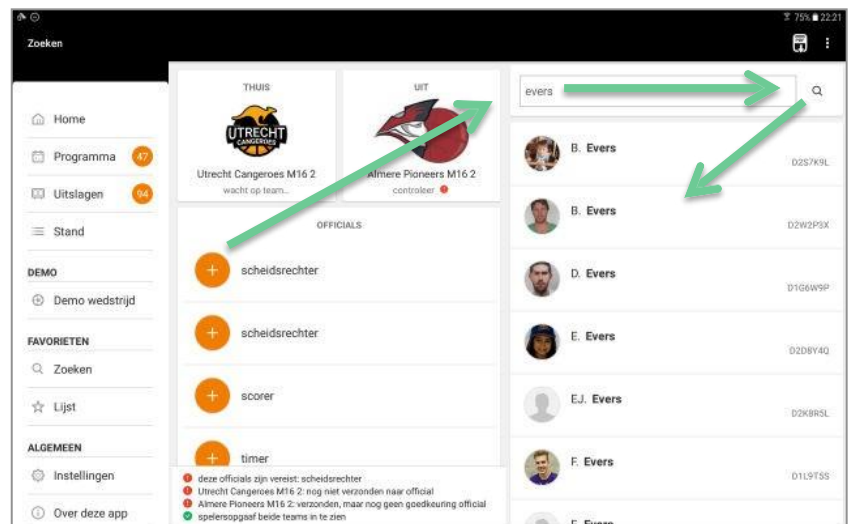 75% 22:21
Zoeken
Home
Programma 47
Uitslagen 94
Stand
DEMO
Demo wedstrijd
FAVORIETEN
Zoeken
Lijst
ALGEMEEN
Instellingen
Over deze app
THUIS
UTRECHT
CANGEROES
Utrecht Cangeroes M16 2
wacht op team...
UIT
Almere Pioneers M16 2
controleer
OFFICIALS
scheidsrechter
scheidsrechter
scorer
timer
deze officials zijn vereist: scheidsrechter
Utrecht Cangeroes M16 2: nog niet verzonden naar official
Almere Pioneers M16 2: verzonden, maar nog geen goedkeuring official
spelersopgaaf beide teams in te zien
evers
B. Evers
D2S7K9L
B. Evers
D2W2P3X
D. Evers
D1G6W9P
E. Evers
D2D8Y4Q
EJ. Evers
D2K8R5L
F. Evers
D1L9T5S
F. Evers